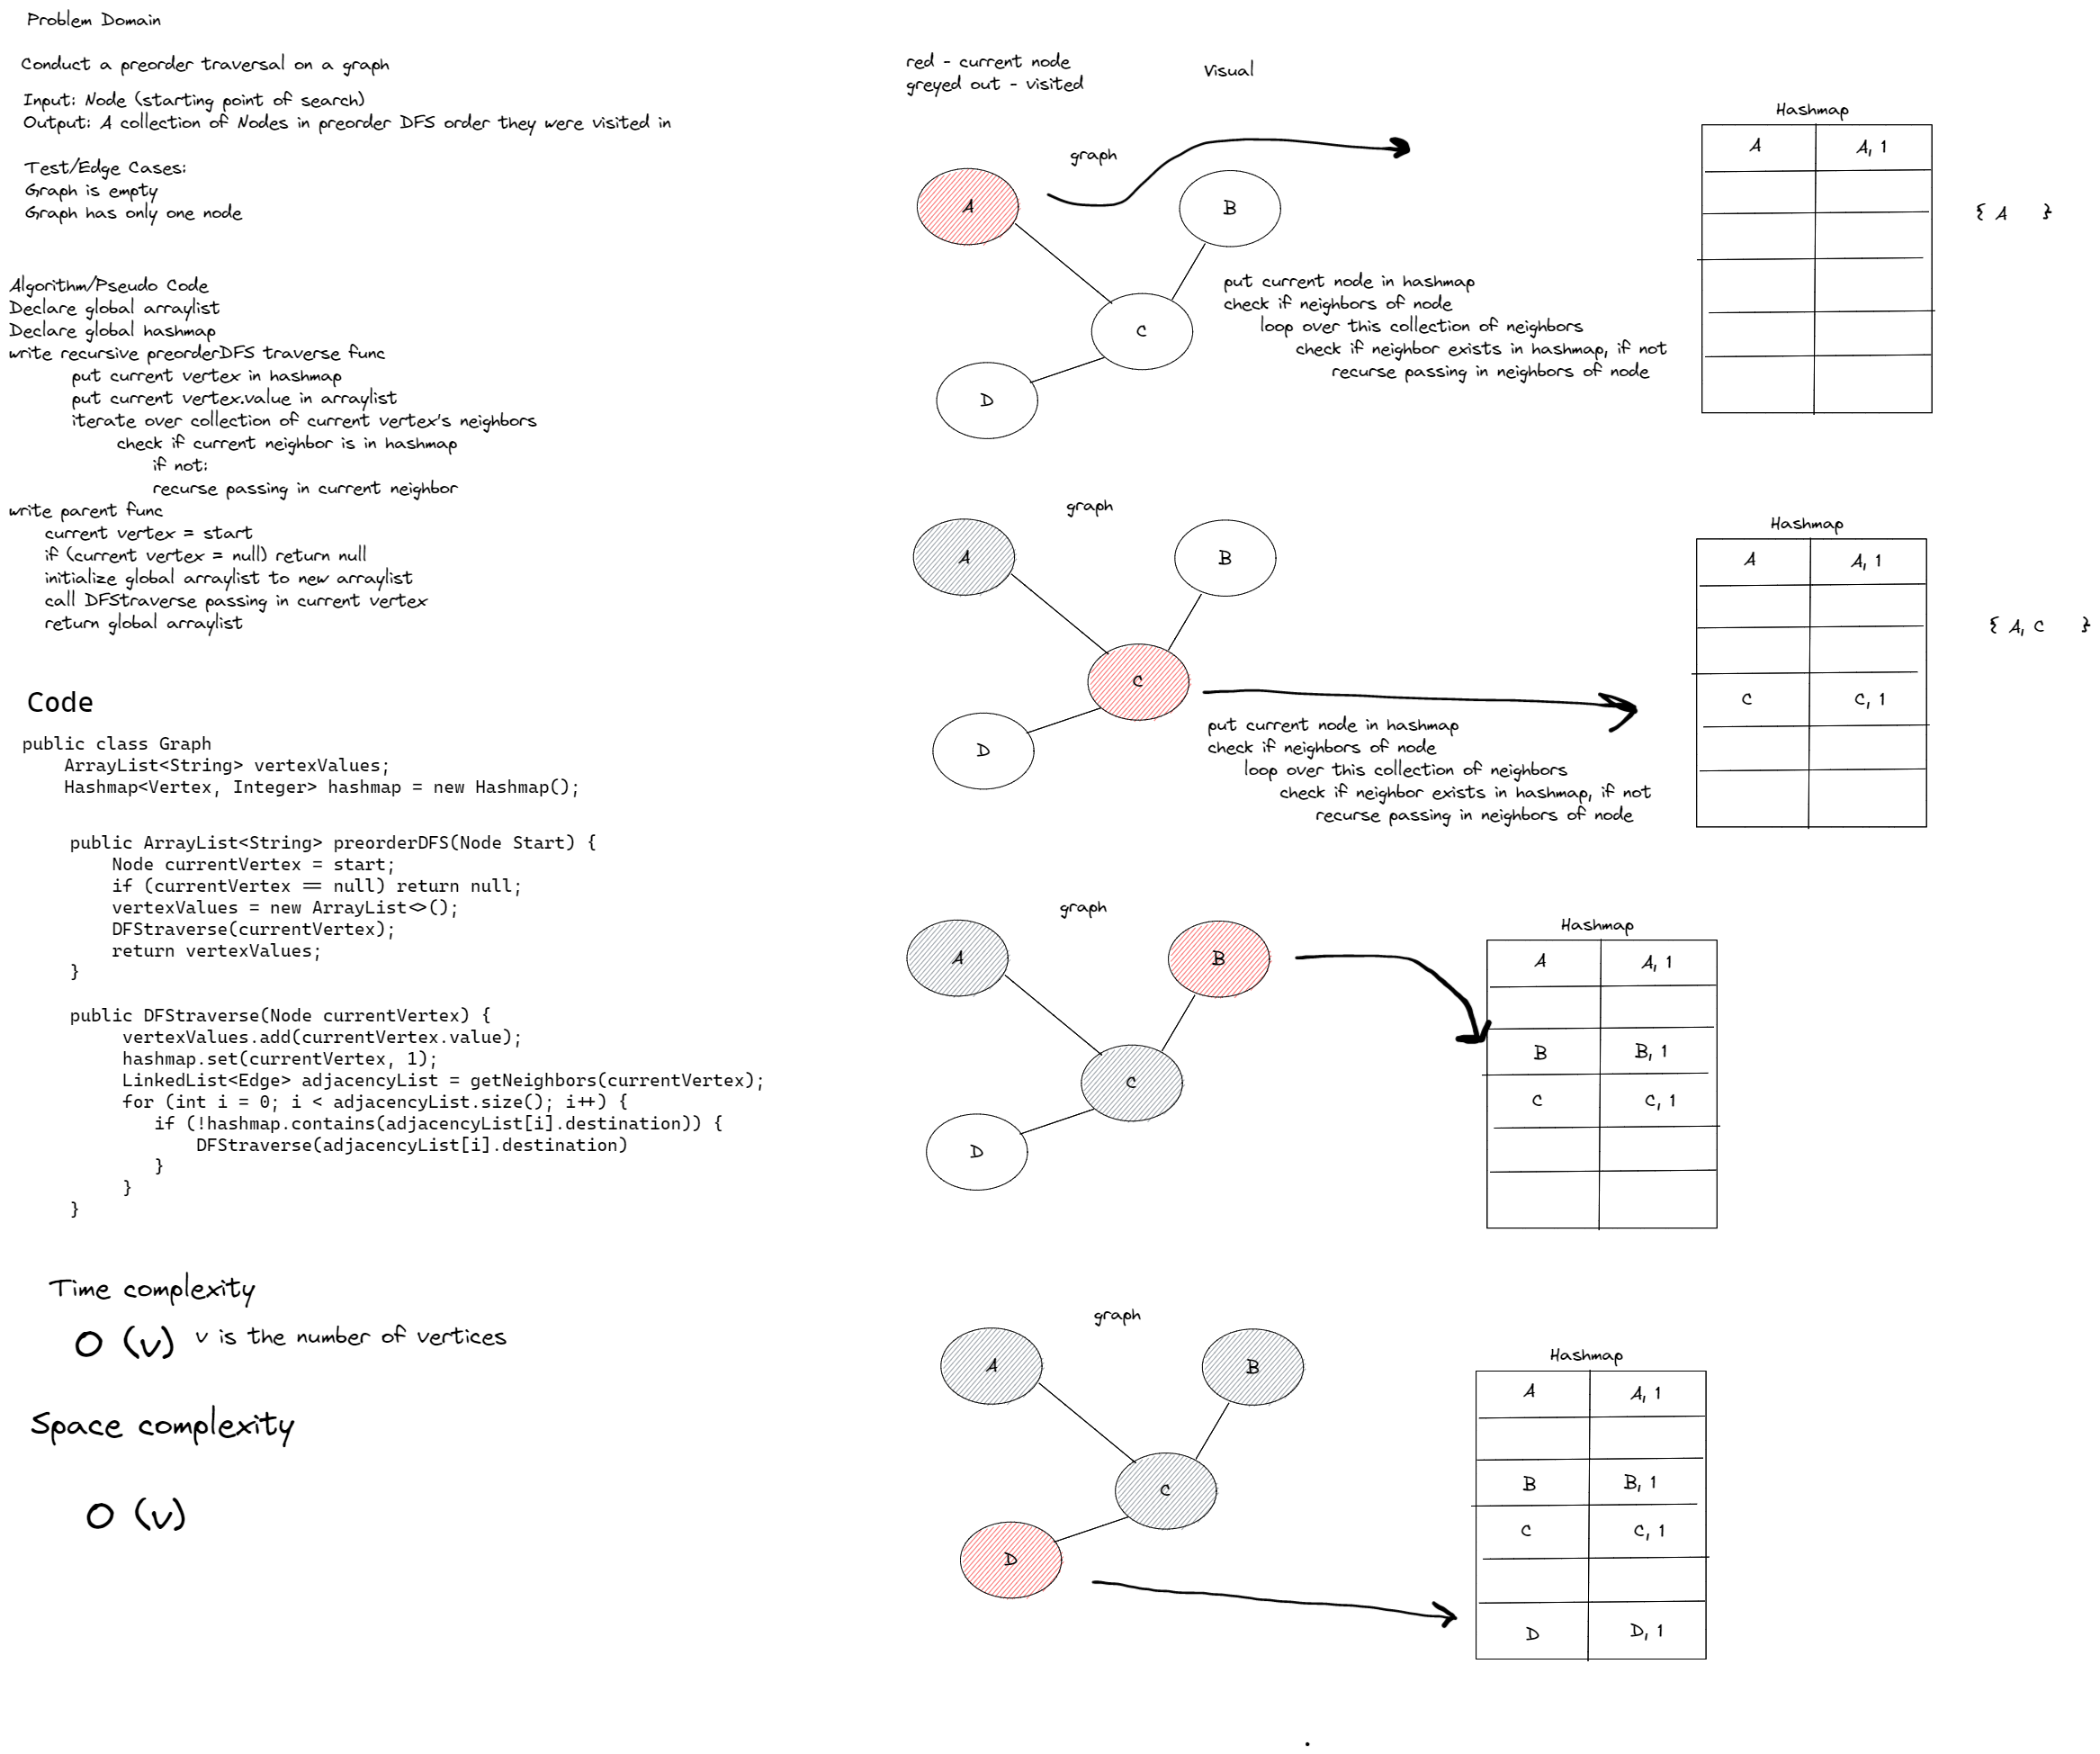 Problem Domain
Conduct a preorder traversal on a graph
Input: Node (starting point of search)
Output: A collection of Nodes in preorder DFS order they were visited in
Test/Edge Cases:
Graph is empty
Graph has only one node
Algorithm/Pseudo Code
Declare global arraylist
Declare global hashmap
write recursive preorderDFS traverse func
put current vertex in hashmap
put current vertex.value in arraylist
iterate over collection of current vertex's neighbors
check if current neighbor is in hashmap
if not:
recurse passing in current neighbor
write parent func
current vertex = start
if (current vertex = null) return null
initialize global arraylist to new arraylist
call DFStraverse passing in current vertex
return global arraylist
Code
public class Graph
ArrayList<String> vertexValues;
Hashmap<Vertex, Integer> hashmap = new Hashmap();
public ArrayList<String> preorderDFS(Node Start) {
Node currentVertex = start;
if (currentVertex == null) return null;
vertexValues = new ArrayList<>();
DFStraverse(currentVertex);
return vertexValues;
}
public DFStraverse(Node currentVertex) {
vertexValues.add(currentVertex.value);
hashmap.set(currentVertex, 1);
LinkedList<Edge> adjacencyList = getNeighbors(currentVertex);
for (int i = 0; i < adjacencyList.size(); i++) {
if (!hashmap.contains(adjacencyList[i].destination)) {
DFStraverse(adjacencyList[i].destination)
}
}
}
Time complexity
O (v) v is the number of vertices
Space complexity
O (v)
red - current node
greyed out - visited
Visual
graph
A
B
C
D
put current node in hashmap
check if neighbors of node
loop over this collection of neighbors
check if neighbor exists in hashmap, if not
recurse passing in neighbors of node
Hashmap
A A, 1
{ A }
graph
A
B
C
D
put current node in hashmap
check if neighbors of node
loop over this collection of neighbors
check if neighbor exists in hashmap, if not
recurse passing in neighbors of node
Hashmap
A A, 1
C C, 1
{ A, C }
graph
A
B
C
D
Hashmap
A A, 1
B B, 1
C C, 1
graph
A
B
C
D
Hashmap
A A, 1
B B, 1
C C, 1
D D, 1